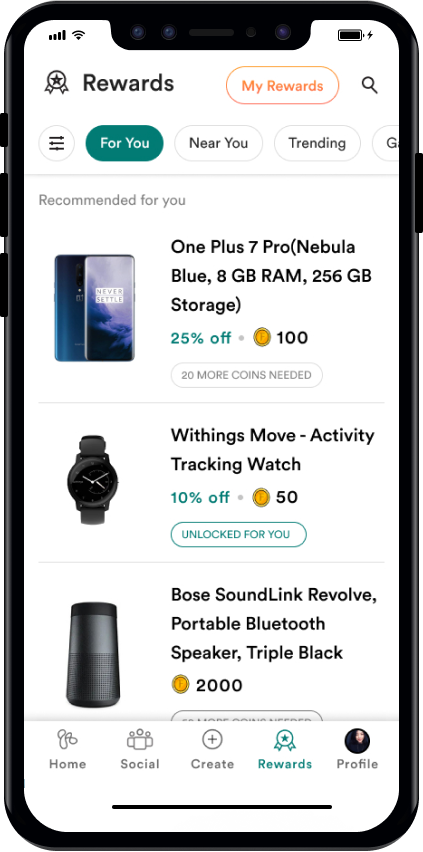 Rewards
My Rewards
For You
Near You
Trending
Ga
Recommended for you
One Plus 7 Pro(Nebula
Blue, 8 GB RAM, 256 GB
Storage)
25% off • 100
20 MORE COINS NEEDED
NEVER
SETTLE
Withings Move - Activity
Tracking Watch
10% off • 50
UNLOCKED FOR YOU
Bose SoundLink Revolve,
Portable Bluetooth
Speaker, Triple Black
2000
MORE COINS NEEDED
Home
Social
Create
Rewards
Profile